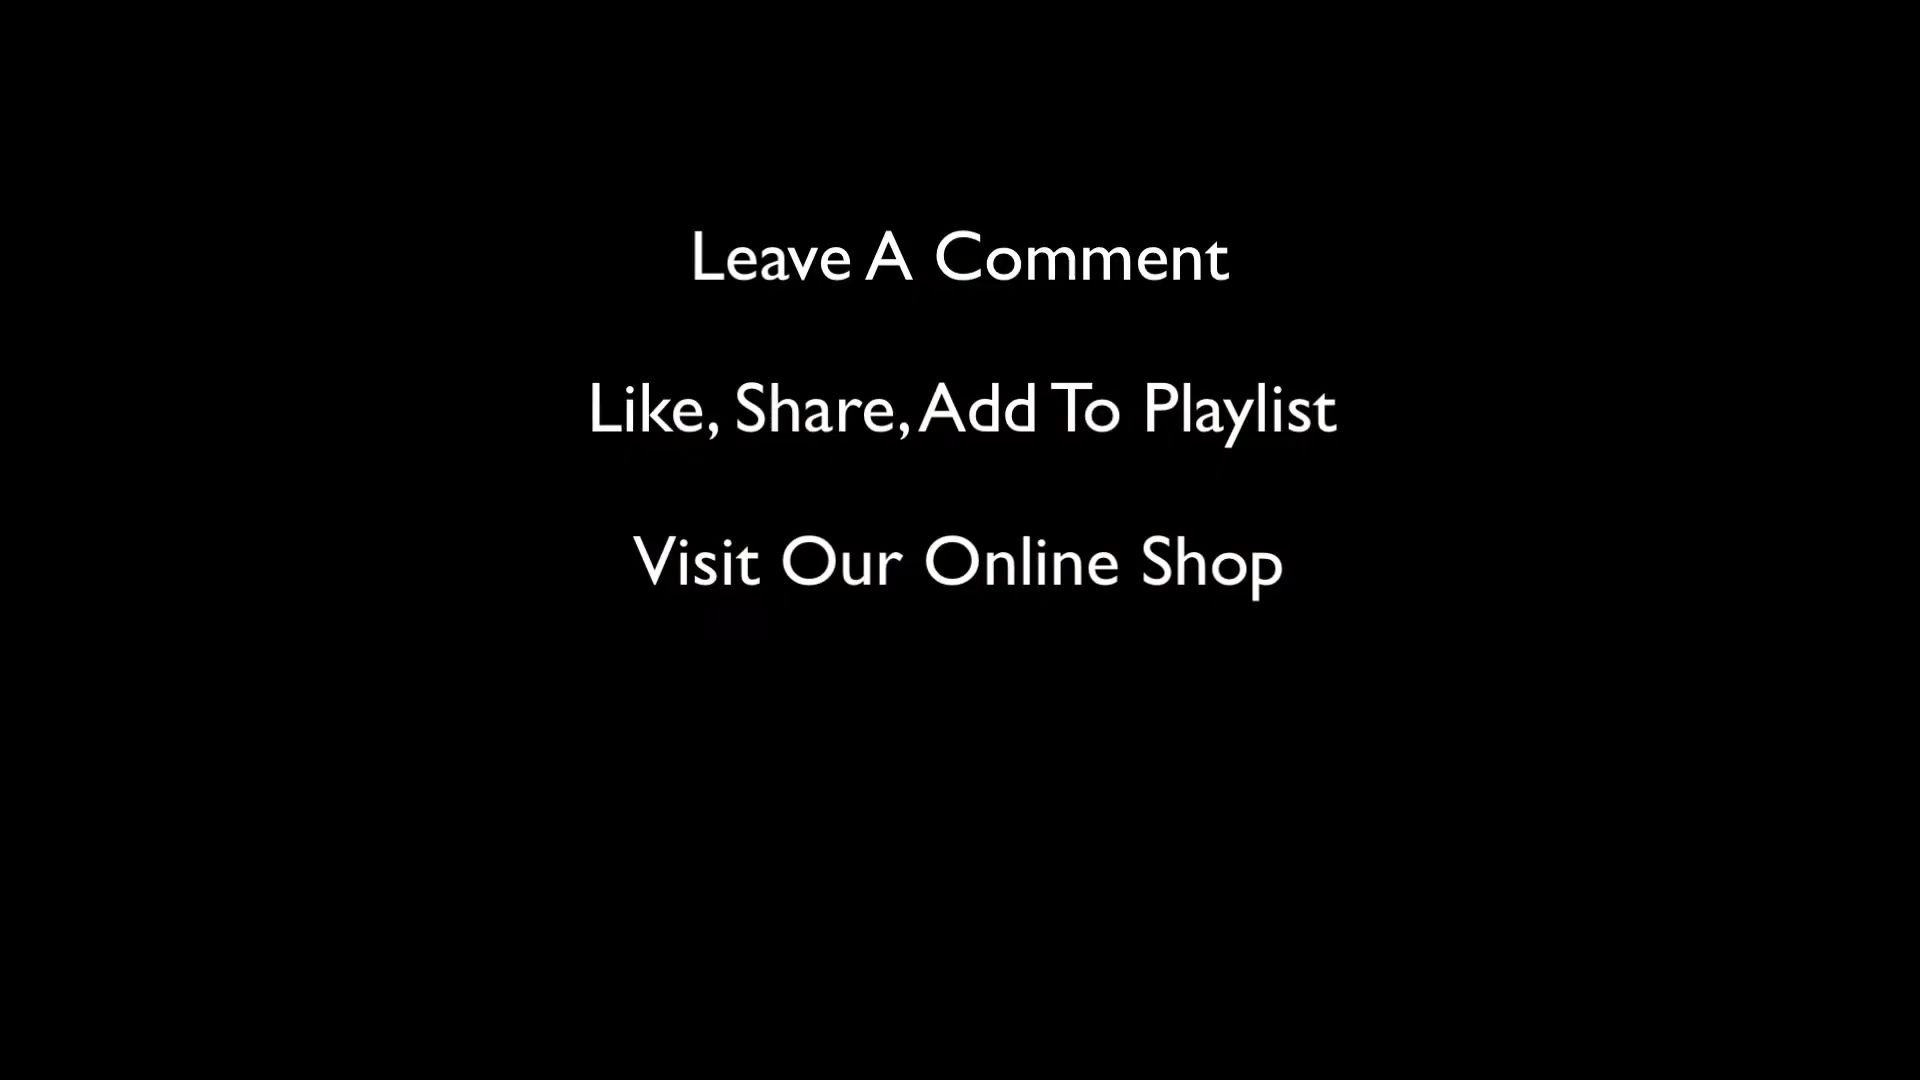 Leave A Comment
Like, Share, Add To Playlist
Visit Our Online Shop